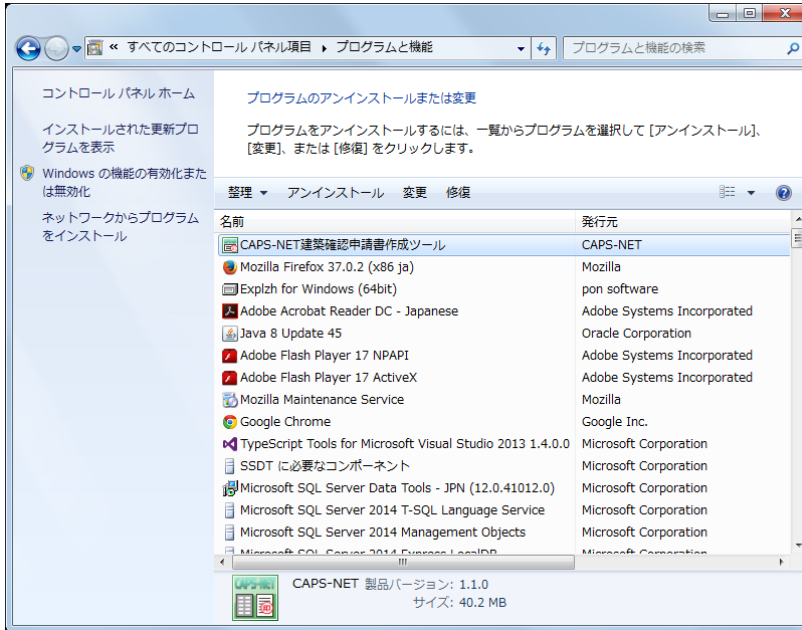 « すべてのコントロール パネル項目 ▸ プログラムと機能
プログラムと機能の検索
コントロール パネル ホーム
インストールされた更新プロ
グラムを表示
Windows の機能の有効化また
は無効化
ネットワークからプログラム
をインストール
プログラムのアンインストールまたは変更
プログラムをアンインストールするには、一覧からプログラムを選択して [アンインストール]、
[変更]、または [修復] をクリックします。
整理 ▼ アンインストール 変更 修復
名前 発行元
CAPS-NET建築確認申請書作成ツール CAPS-NET
Mozilla Firefox 37.0.2 (x86 ja) Mozilla
Explzh for Windows (64bit) pon software
Adobe Acrobat Reader DC - Japanese Adobe Systems Incorporated
Java 8 Update 45 Oracle Corporation
Adobe Flash Player 17 NPAPI Adobe Systems Incorporated
Adobe Flash Player 17 ActiveX Adobe Systems Incorporated
Mozilla Maintenance Service Mozilla
Google Chrome Google Inc.
TypeScript Tools for Microsoft Visual Studio 2013 1.4.0.0 Microsoft Corporation
SSDT に必要なコンポーネント Microsoft Corporation
Microsoft SQL Server Data Tools - JPN (12.0.41012.0) Microsoft Corporation
Microsoft SQL Server 2014 T-SQL Language Service Microsoft Corporation
Microsoft SQL Server 2014 Management Objects Microsoft Corporation
Microsoft SQL Server 2014 Express LocalDB Microsoft Corporation
CAPS-NET
CAPS-NET 製品バージョン: 1.1.0
サイズ: 40.2 MB